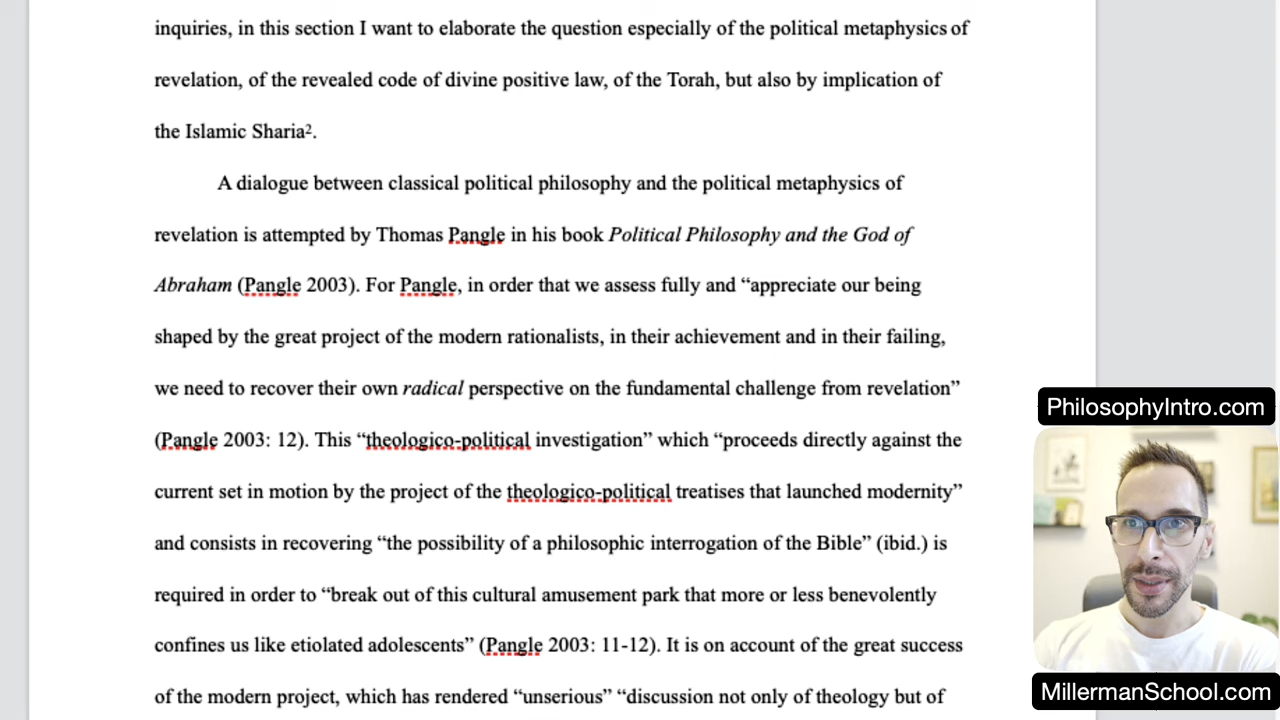 inquiries, in this section I want to elaborate the question especially of the political metaphysics of
revelation, of the revealed code of divine positive law, of the Torah, but also by implication of
the Islamic Sharia².
A dialogue between classical political philosophy and the political metaphysics of
revelation is attempted by Thomas Pangle in his book Political Philosophy and the God of
Abraham (Pangle 2003). For Pangle, in order that we assess fully and “appreciate our being
shaped by the great project of the modern rationalists, in their achievement and in their failing,
we need to recover their own radical perspective on the fundamental challenge from revelation”
(Pangle 2003: 12). This “theologico-political investigation” which “proceeds directly against the
current set in motion by the project of the theologico-political treatises that launched modernity”
and consists in recovering “the possibility of a philosophic interrogation of the Bible” (ibid.) is
required in order to “break out of this cultural amusement park that more or less benevolently
confines us like etiolated adolescents” (Pangle 2003: 11-12). It is on account of the great success
of the modern project, which has rendered “unserious” “discussion not only of theology but of
PhilosophyIntro.com
MillermanSchool.com